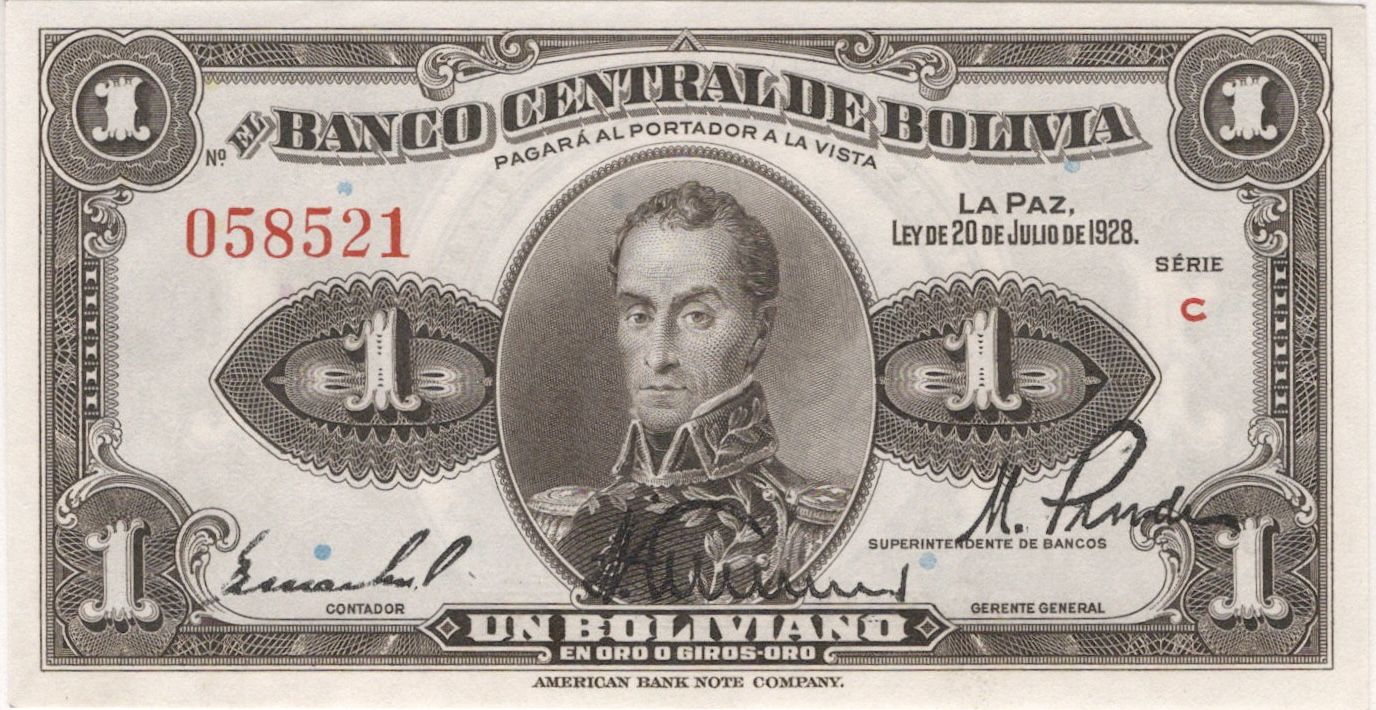 1
1
EL BANCO CENTRAL DE BOLIVIA
PAGARÁ AL PORTADOR A LA VISTA
Nº
058521
LA PAZ,
LEY DE 20 DE JULIO DE 1928.
SÉRIE
C
1
1
SUPERINTENDENTE DE BANCOS
CONTADOR
GERENTE GENERAL
1
1
UN BOLIVIANO
EN ORO O GIROS-ORO
AMERICAN BANK NOTE COMPANY.